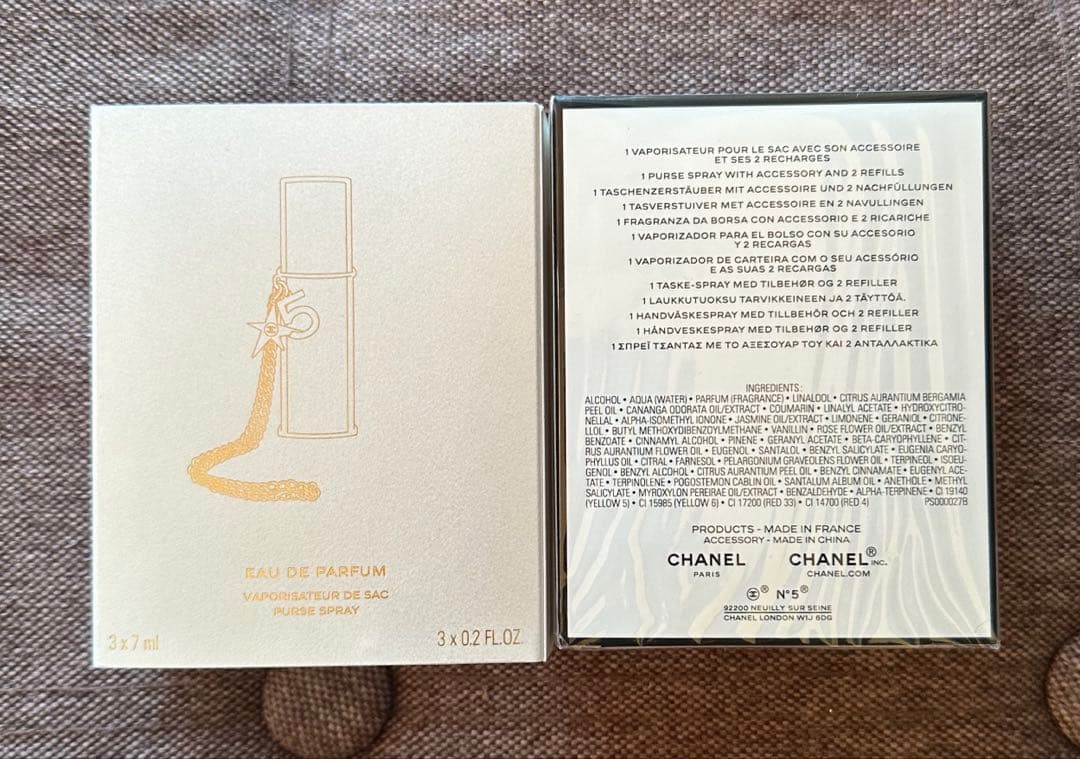 5
EAU DE PARFUM
VAPORISATEUR DE SAC
PURSE SPRAY
3 x 7 ml
3 x 0.2 FL.OZ.
1 VAPORISATEUR POUR LE SAC AVEC SON ACCESSOIRE
ET SES 2 RECHARGES
1 PURSE SPRAY WITH ACCESSORY AND 2 REFILLS
1 TASCHENZERSTÄUBER MIT ACCESSOIRE UND 2 NACHFÜLLUNGEN
1 TASVERSTUIVER MET ACCESSOIRE EN 2 NAVULLINGEN
1 FRAGRANZA DA BORSA CON ACCESSORIO E 2 RICARICHE
1 VAPORIZADOR PARA EL BOLSO CON SU ACCESORIO
Y 2 RECARGAS
1 VAPORIZADOR DE CARTEIRA COM O SEU ACESSÓRIO
E AS SUAS 2 RECARGAS
1 TASKE-SPRAY MED TILBEHØR OG 2 REFILLER
1 LAUKKUTUOKSU TARVIKKEINEEN JA 2 TÄYTTÖÄ.
1 HANDVÄSKESPRAY MED TILLBEHÖR OCH 2 REFILLER
1 HÅNDVESKESPRAY MED TILBEHØR OG 2 REFILLER
1 ΣΠΡΕΪ ΤΣΑΝΤΑΣ ΜΕ ΤΟ ΑΞΕΣΟΥΑΡ ΤΟΥ ΚΑΙ 2 ΑΝΤΑΛΛΑΚΤΙΚΑ
INGREDIENTS:
ALCOHOL • AQUA (WATER) • PARFUM (FRAGRANCE) • LINALOOL • CITRUS AURANTIUM BERGAMIA
PEEL OIL • CANANGA ODORATA OIL/EXTRACT • COUMARIN • LINALYL ACETATE • HYDROXYCITRO-
NELLAL • ALPHA-ISOMETHYL IONONE • JASMINE OIL/EXTRACT • LIMONENE • GERANIOL • CITRONE-
LLOL • BUTYL METHOXYDIBENZOYLMETHANE • VANILLIN • ROSE FLOWER OIL/EXTRACT • BENZYL
BENZOATE • CINNAMYL ALCOHOL • PINENE • GERANYL ACETATE • BETA-CARYOPHYLLENE • CIT-
RUS AURANTIUM FLOWER OIL • EUGENOL • SANTALOL • BENZYL SALICYLATE • EUGENIA CARYO-
PHYLLUS OIL • CITRAL • FARNESOL • PELARGONIUM GRAVEOLENS FLOWER OIL • TERPINEOL • ISOEU-
GENOL • BENZYL ALCOHOL • CITRUS AURANTIUM PEEL OIL • BENZYL CINNAMATE • EUGENYL ACE-
TATE • TERPINOLENE • POGOSTEMON CABLIN OIL • SANTALUM ALBUM OIL • ANETHOLE • METHYL
SALICYLATE • MYROXYLON PEREIRAE OIL/EXTRACT • BENZALDEHYDE • ALPHA-TERPINENE • CI 19140
(YELLOW 5) • CI 15985 (YELLOW 6) • CI 17200 (RED 33) • CI 14700 (RED 4) PS000027B
PRODUCTS - MADE IN FRANCE
ACCESSORY - MADE IN CHINA
CHANEL CHANEL® INC.
PARIS CHANEL.COM
® N°5®
92200 NEUILLY SUR SEINE
CHANEL LONDON W1J 6DG